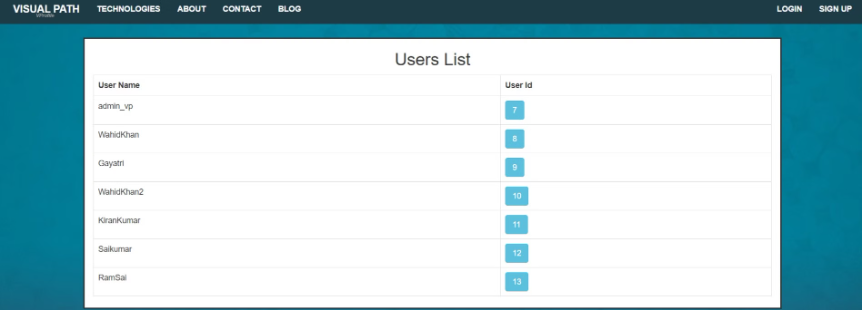 VISUAL PATH TECHNOLOGIES ABOUT CONTACT BLOG LOGIN SIGN UP
Users List
User Name User Id
admin_vp 7
WahidKhan 8
Gayatri 9
WahidKhan2 10
KiranKumar 11
Saikumar 12
RamSai 13